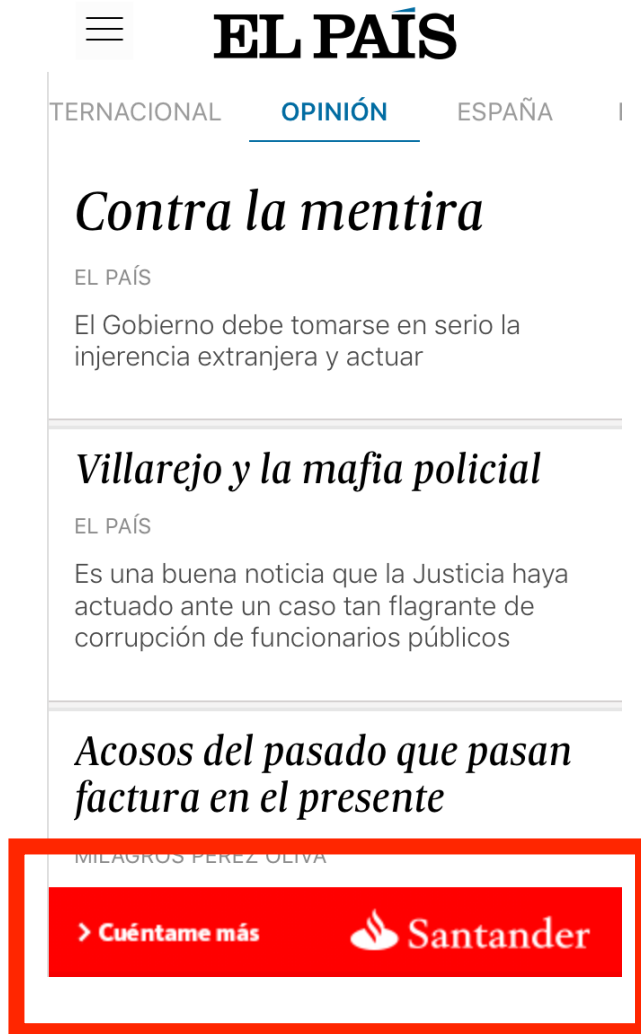 EL PAÍS
TERNACIONAL OPINIÓN ESPAÑA
Contra la mentira
EL PAÍS
El Gobierno debe tomarse en serio la
injerencia extranjera y actuar
Villarejo y la mafia policial
EL PAÍS
Es una buena noticia que la Justicia haya
actuado ante un caso tan flagrante de
corrupción de funcionarios públicos
Acosos del pasado que pasan
factura en el presente
MILAGROS PÉREZ OLIVA
> Cuéntame más Santander